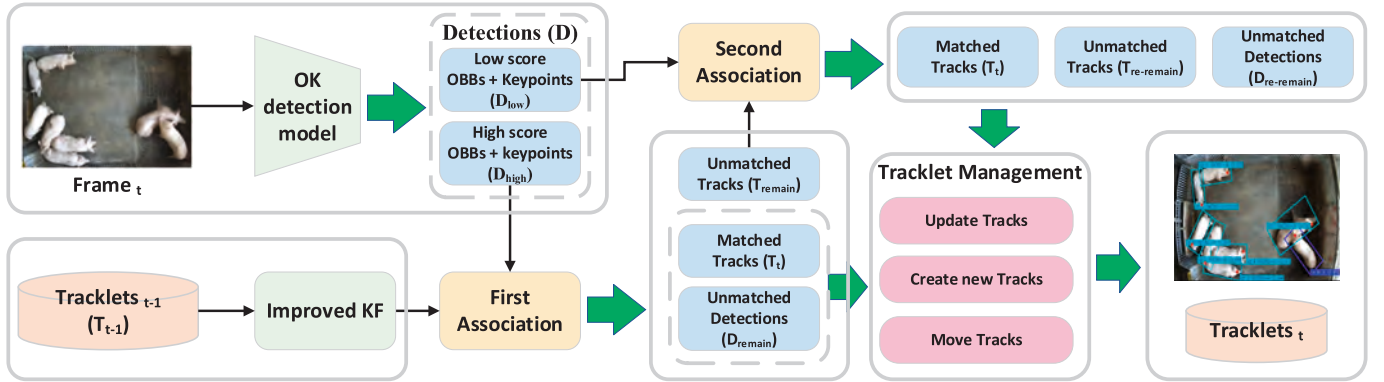 Frame t
OK
detection
model
Detections (D)
Low score
OBBs + Keypoints
(Dlow)
High score
OBBs + keypoints
(Dhigh)
Second
Association
Matched
Tracks (Tt)
Unmatched
Tracks (Tre-remain)
Unmatched
Detections
(Dre-remain)
Tracklets t-1
(Tt-1)
Improved KF
First
Association
Unmatched
Tracks (Tremain)
Matched
Tracks (Tt)
Unmatched
Detections
(Dremain)
Tracklet Management
Update Tracks
Create new Tracks
Move Tracks
Tracklets t